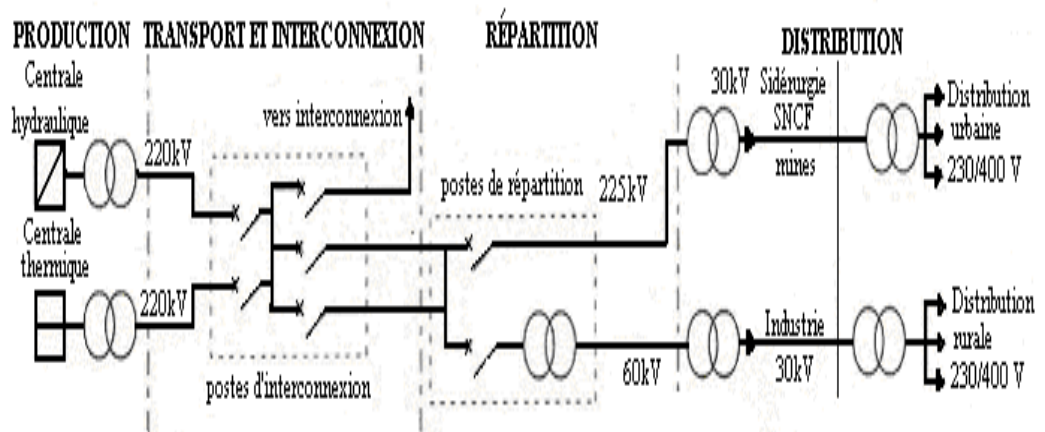 PRODUCTION
TRANSPORT ET INTERCONNEXION
RÉPARTITION
DISTRIBUTION
Centrale
hydraulique
220kV
vers interconnexion
postes de répartition
225kV
30kV
Sidérurgie
SNCF
mines
Distribution
urbaine
230/400 V
Centrale
thermique
220kV
postes d'interconnexion
60kV
Industrie
30kV
Distribution
rurale
230/400 V